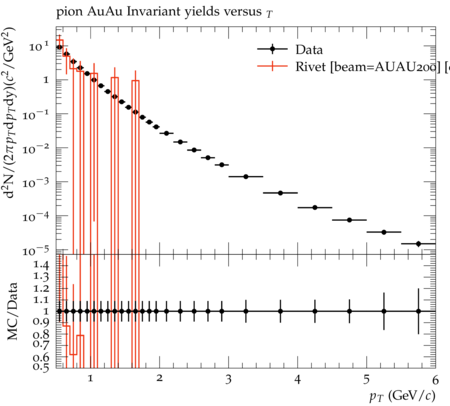 pion AuAu Invariant yields versus T
d²N/(2πp_T dp_T dy)(c²/GeV²)
10¹
1
10⁻¹
10⁻²
10⁻³
10⁻⁴
10⁻⁵
Data
Rivet [beam=AUAU200]
MC/Data
1.4
1.3
1.2
1.1
1
0.9
0.8
0.7
0.6
0.5
1 2 3 4 5 6
p_T (GeV/c)